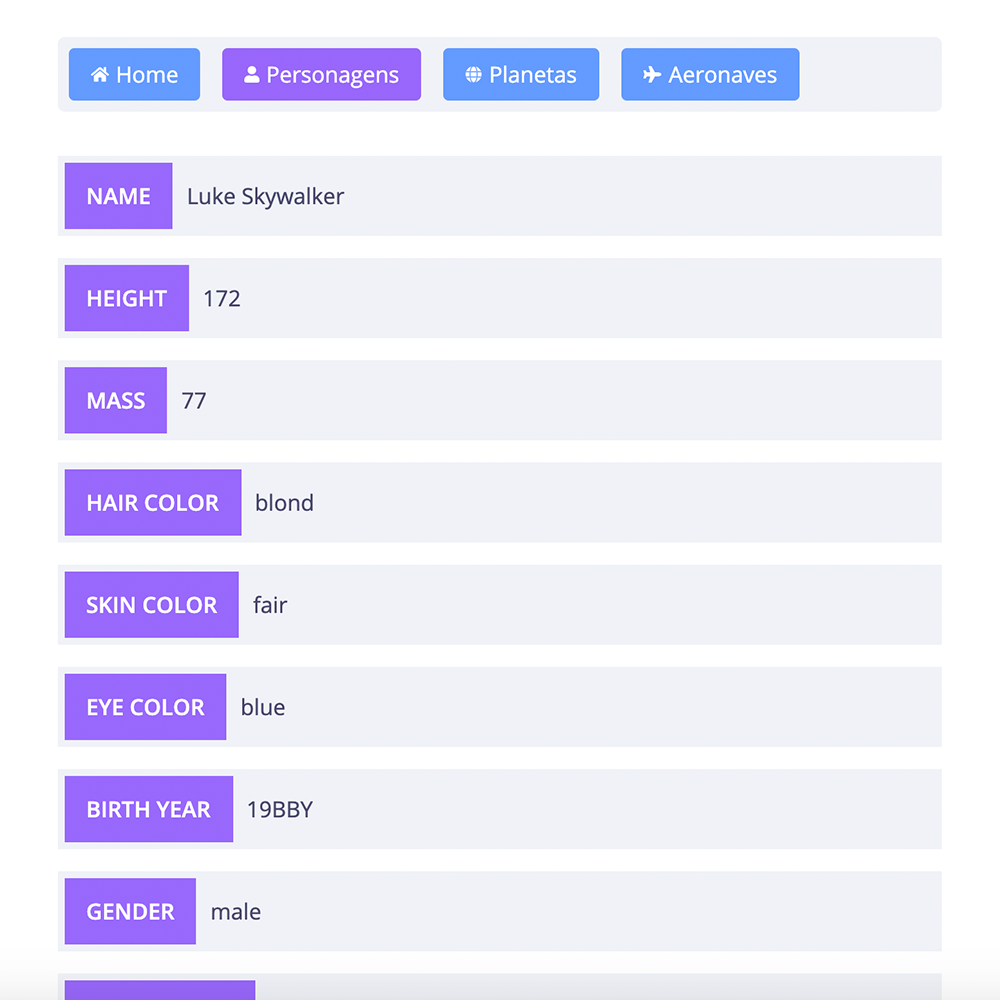 Home Personagens Planetas Aeronaves
NAME Luke Skywalker
HEIGHT 172
MASS 77
HAIR COLOR blond
SKIN COLOR fair
EYE COLOR blue
BIRTH YEAR 19BBY
GENDER male